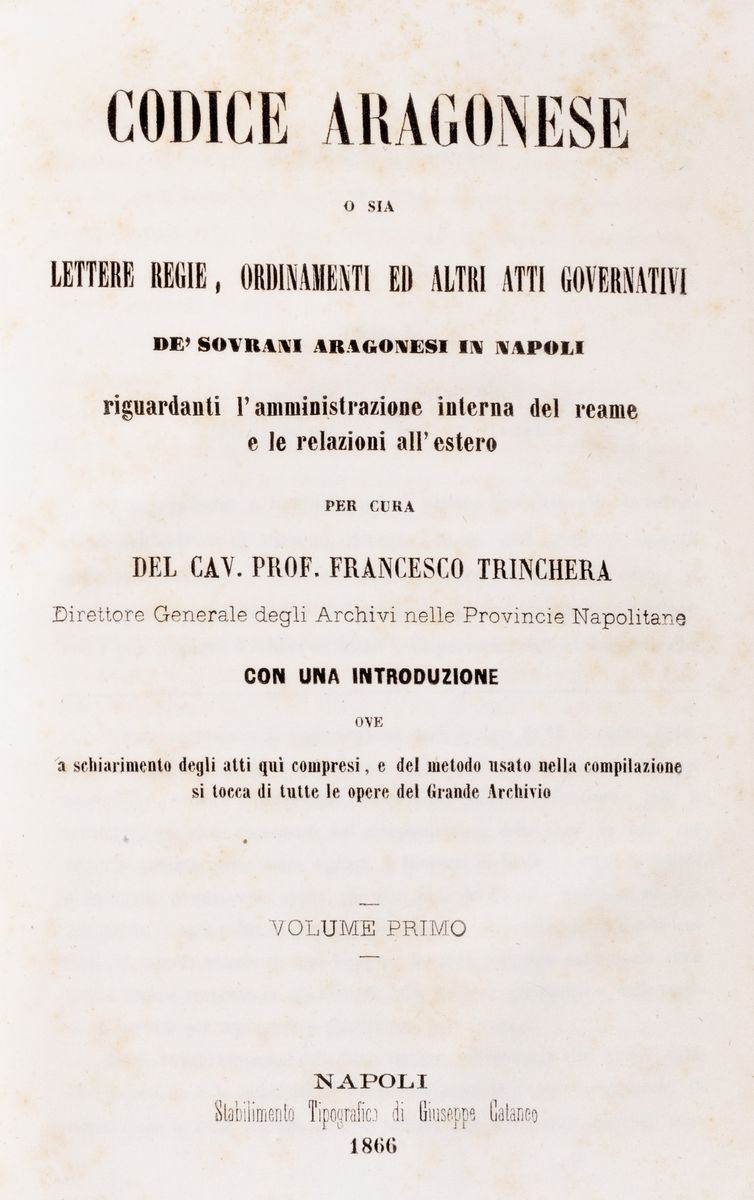 CODICE ARAGONESE
O SIA
LETTERE REGIE, ORDINAMENTI ED ALTRI ATTI GOVERNATIVI
DE' SOVRANI ARAGONESI IN NAPOLI
riguardanti l'amministrazione interna del reame
e le relazioni all'estero
PER CURA
DEL CAV. PROF. FRANCESCO TRINCHERA
Direttore Generale degli Archivi nelle Provincie Napolitane
CON UNA INTRODUZIONE
OVE
a schiarimento degli atti quì compresi, e del metodo usato nella compilazione
si tocca di tutte le opere del Grande Archivio
VOLUME PRIMO
NAPOLI
Stabilimento Tipografico di Giuseppe Cataneo
1866